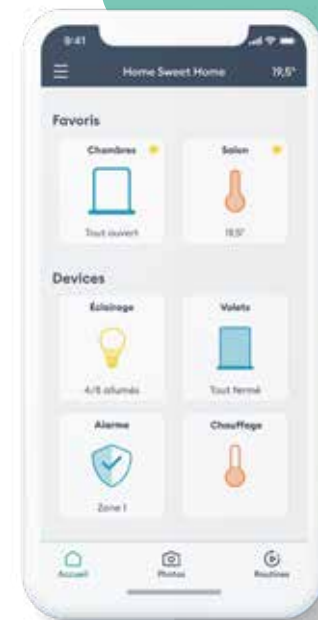 9:41
Home Sweet Home 19,5°
Favoris
Chambres Salon
Tout ouvert 19,5°
Devices
Éclairage Volets
4/8 allumés Tout fermé
Alarme Chauffage
Zone 1
Accueil Photos Routines